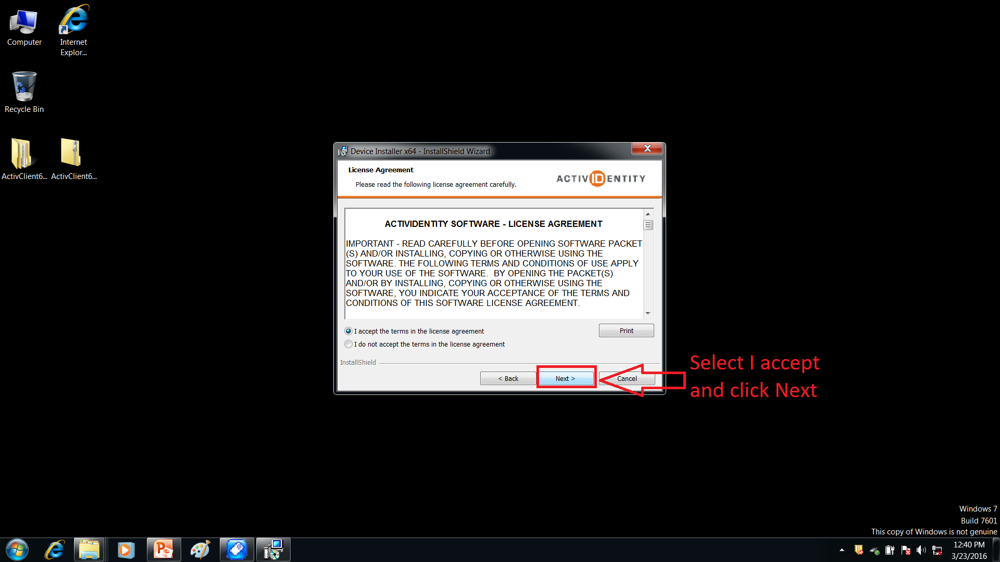 Computer
Internet
Explor...
Recycle Bin
ActivClient6...
ActivClient6...
Device Installer x64 - InstallShield Wizard
License Agreement
Please read the following license agreement carefully.
ACTIVIDENTITY
ACTIVIDENTITY SOFTWARE - LICENSE AGREEMENT
IMPORTANT - READ CAREFULLY BEFORE OPENING SOFTWARE PACKET
(S) AND/OR INSTALLING, COPYING OR OTHERWISE USING THE
SOFTWARE. THE FOLLOWING TERMS AND CONDITIONS OF USE APPLY
TO YOUR USE OF THE SOFTWARE.  BY OPENING THE PACKET(S)
AND/OR BY INSTALLING, COPYING OR OTHERWISE USING THE
SOFTWARE, YOU INDICATE YOUR ACCEPTANCE OF THE TERMS AND
CONDITIONS OF THIS SOFTWARE LICENSE AGREEMENT.
I accept the terms in the license agreement
Print
I do not accept the terms in the license agreement
InstallShield
< Back
Next >
Cancel
Select I accept
and click Next
Windows 7
Build 7601
This copy of Windows is not genuine
12:40 PM
3/23/2016